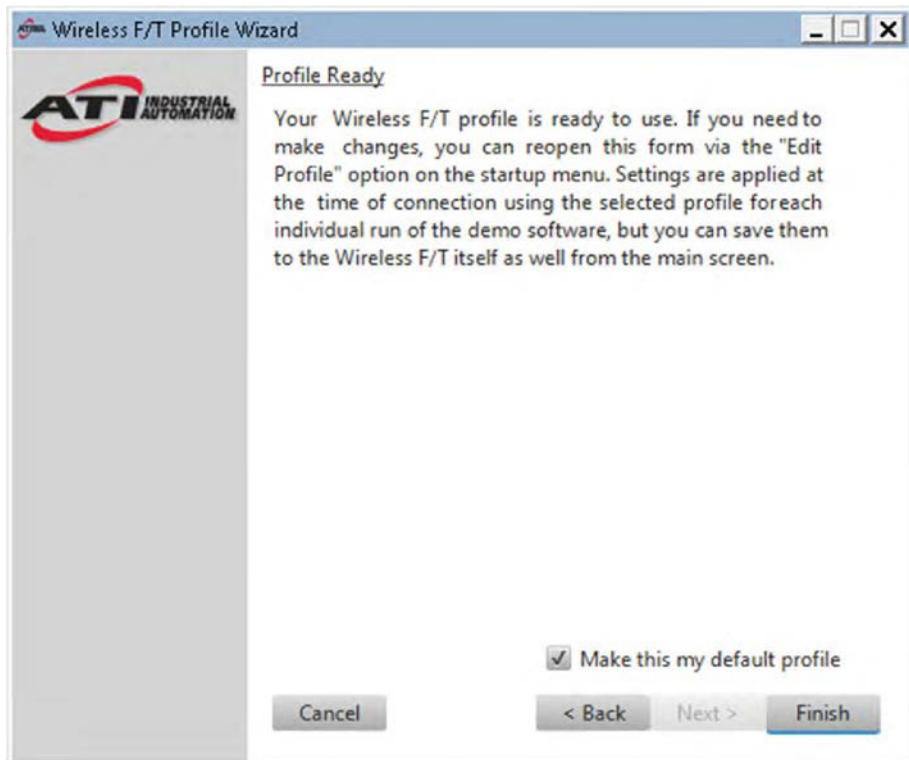 Wireless F/T Profile Wizard
ATI INDUSTRIAL
AUTOMATION
Profile Ready
Your Wireless F/T profile is ready to use. If you need to
make changes, you can reopen this form via the "Edit
Profile" option on the startup menu. Settings are applied at
the time of connection using the selected profile foreach
individual run of the demo software, but you can save them
to the Wireless F/T itself as well from the main screen.
Make this my default profile
Cancel < Back Next > Finish